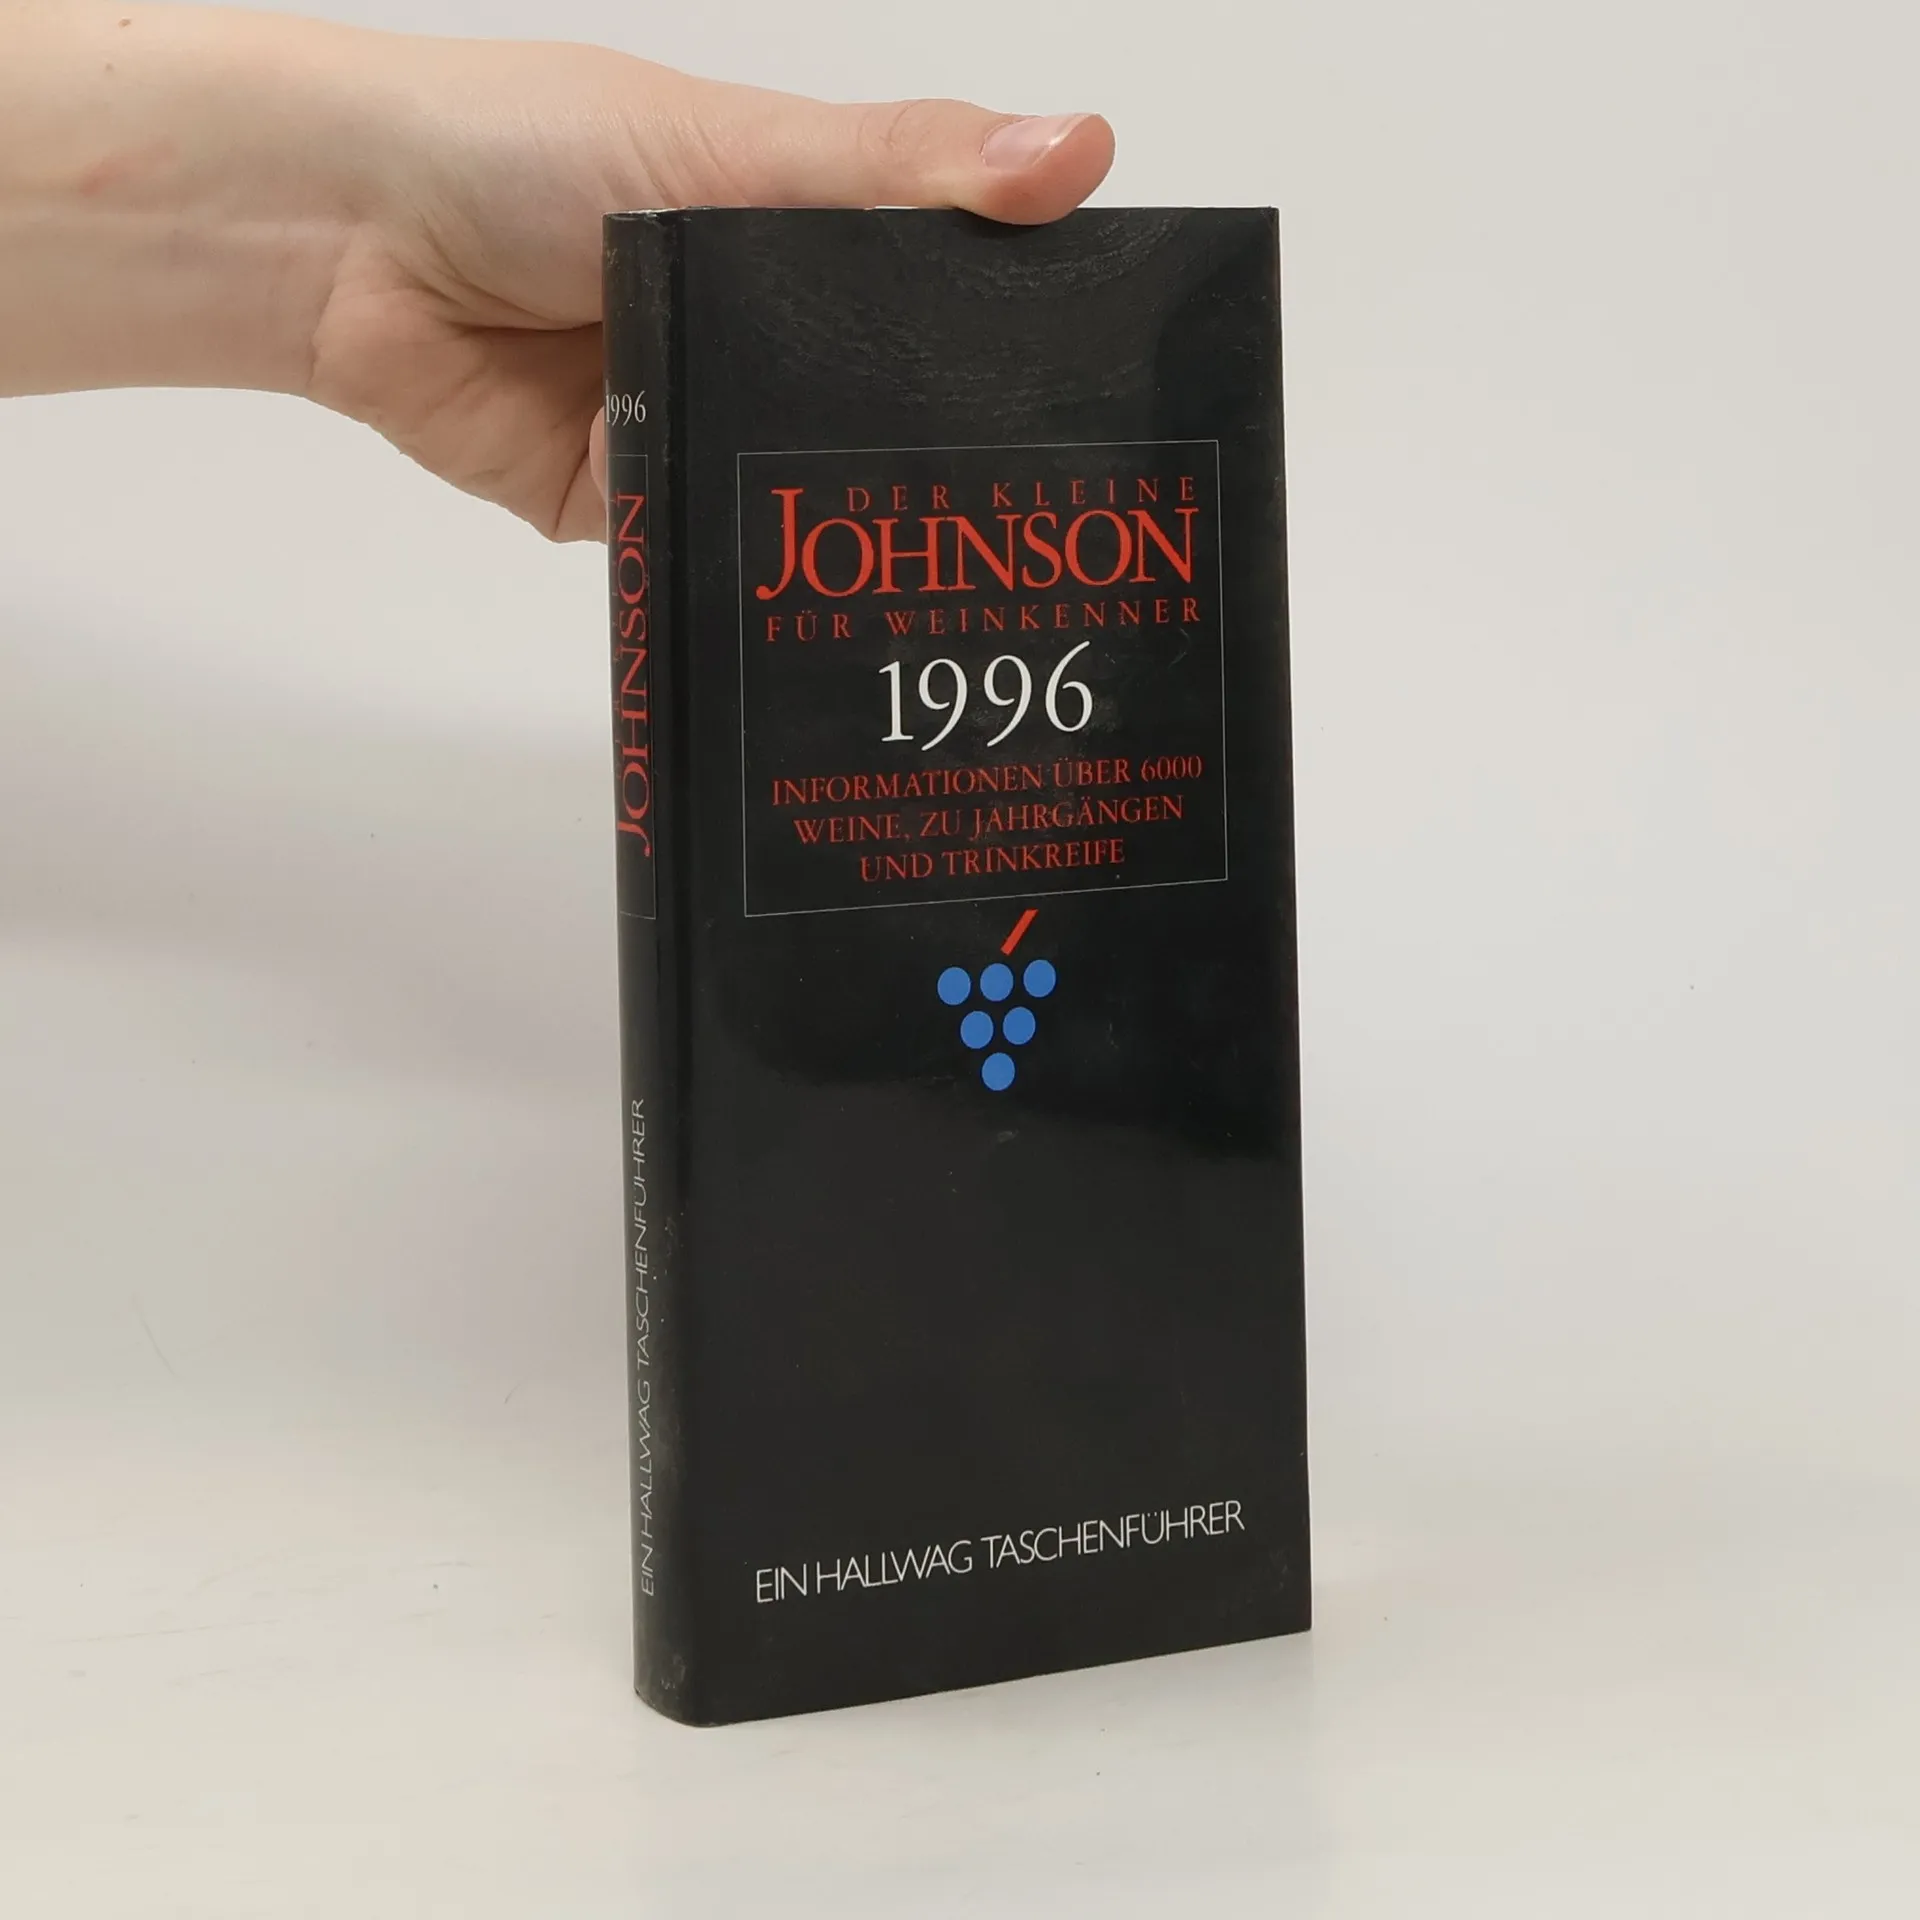 1996
JOHNSON
EIN HALLWAG TASCHENFÜHRER
DER KLEINE
JOHNSON
FÜR WEINKENNER
1996
INFORMATIONEN ÜBER 6000
WEINE, ZU JAHRGÄNGEN
UND TRINKREIFE
EIN HALLWAG TASCHENFÜHRER